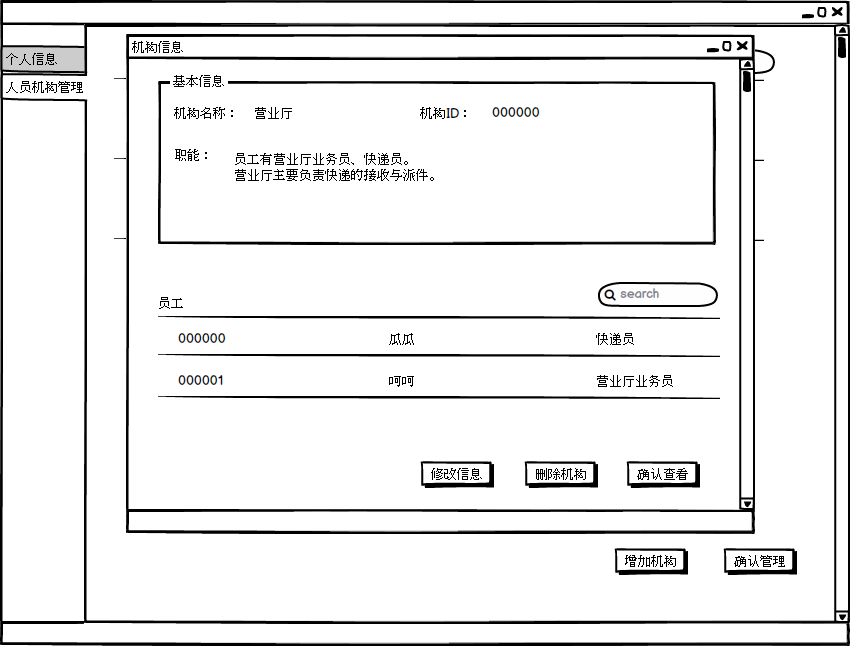 个人信息
人员机构管理
机构信息
基本信息
机构名称： 营业厅 机构ID： 000000
职能： 员工有营业厅业务员、快递员。
营业厅主要负责快递的接收与派件。
员工 search
000000 瓜瓜 快递员
000001 呵呵 营业厅业务员
修改信息 删除机构 确认查看
增加机构 确认管理